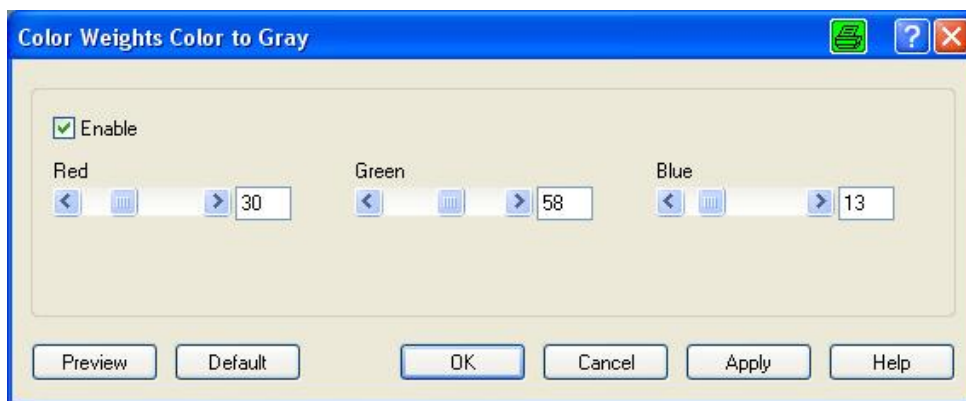 Color Weights Color to Gray
Enable
Red Green Blue
30 58 13
Preview Default OK Cancel Apply Help